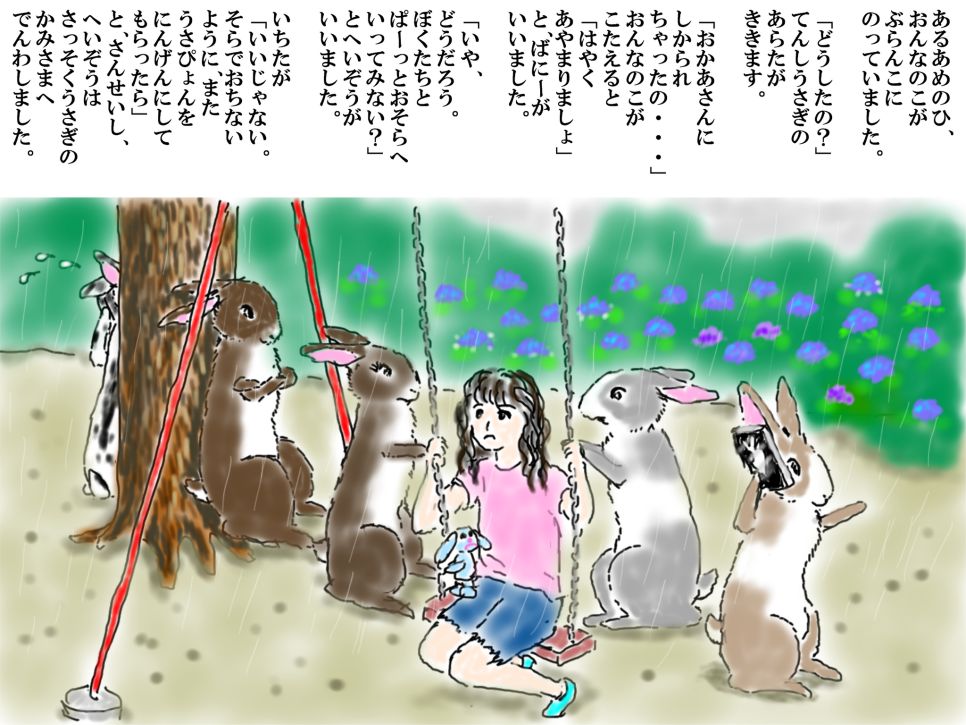 あるあめのひ、
おんなのこが
ぶらんこに
のっていました。
「どうしたの？」
てんしうさぎの
あらたが
ききます。
「おかあさんに
しかられ
ちゃったの・・・」
おんなのこが
こたえると
「はやく
あやまりましょ」
と、ばにーが
いいました。
「いや、
どうだろう。
ぼくたちと
ぱーっとおそらへ
いってみない？」
とへいぞうが
いいました。
「いいじゃない。
そらでおちない
ように、また
うさぴょんを
にんげんにして
もらったら」
と、さんせいし、
へいぞうは
さっそくうさぎの
かみさまへ
でんわしました。
いちたが